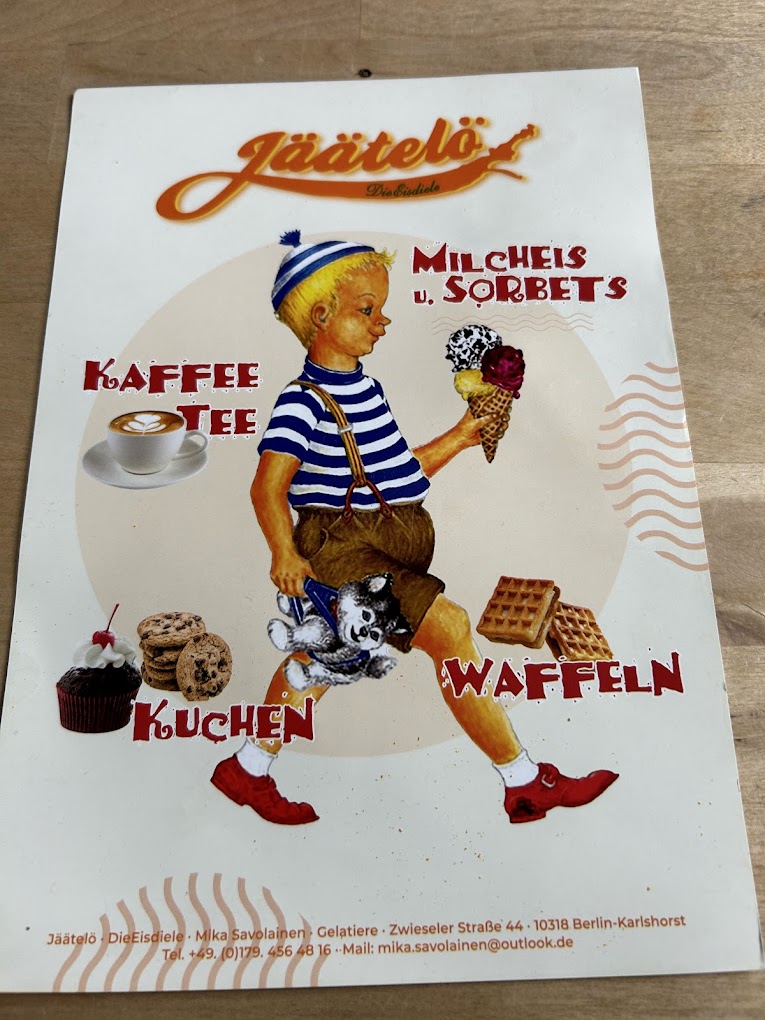 Jäätelö
DieEisdiele
MILCHEIS
u. SORBETS
KAFFEE
TEE
WAFFELN
KUCHEN
Jäätelö · DieEisdiele · Mika Savolainen · Gelatiere · Zwieseler Straße 44 · 10318 Berlin-Karlshorst
Tel. +49. (0)179. 456 48 16 · Mail: mika.savolainen@outlook.de